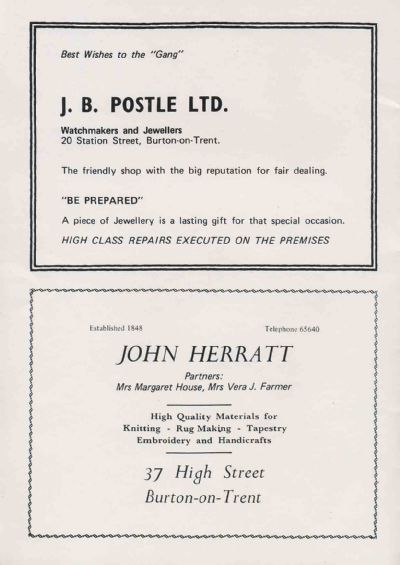 Best Wishes to the "Gang"
J. B. POSTLE LTD.
Watchmakers and Jewellers
20 Station Street, Burton-on-Trent.
The friendly shop with the big reputation for fair dealing.
"BE PREPARED"
A piece of Jewellery is a lasting gift for that special occasion.
HIGH CLASS REPAIRS EXECUTED ON THE PREMISES
Established 1848 Telephone 65640
JOHN HERRATT
Partners:
Mrs Margaret House, Mrs Vera J. Farmer
High Quality Materials for
Knitting - Rug Making - Tapestry
Embroidery and Handicrafts
37 High Street
Burton-on-Trent